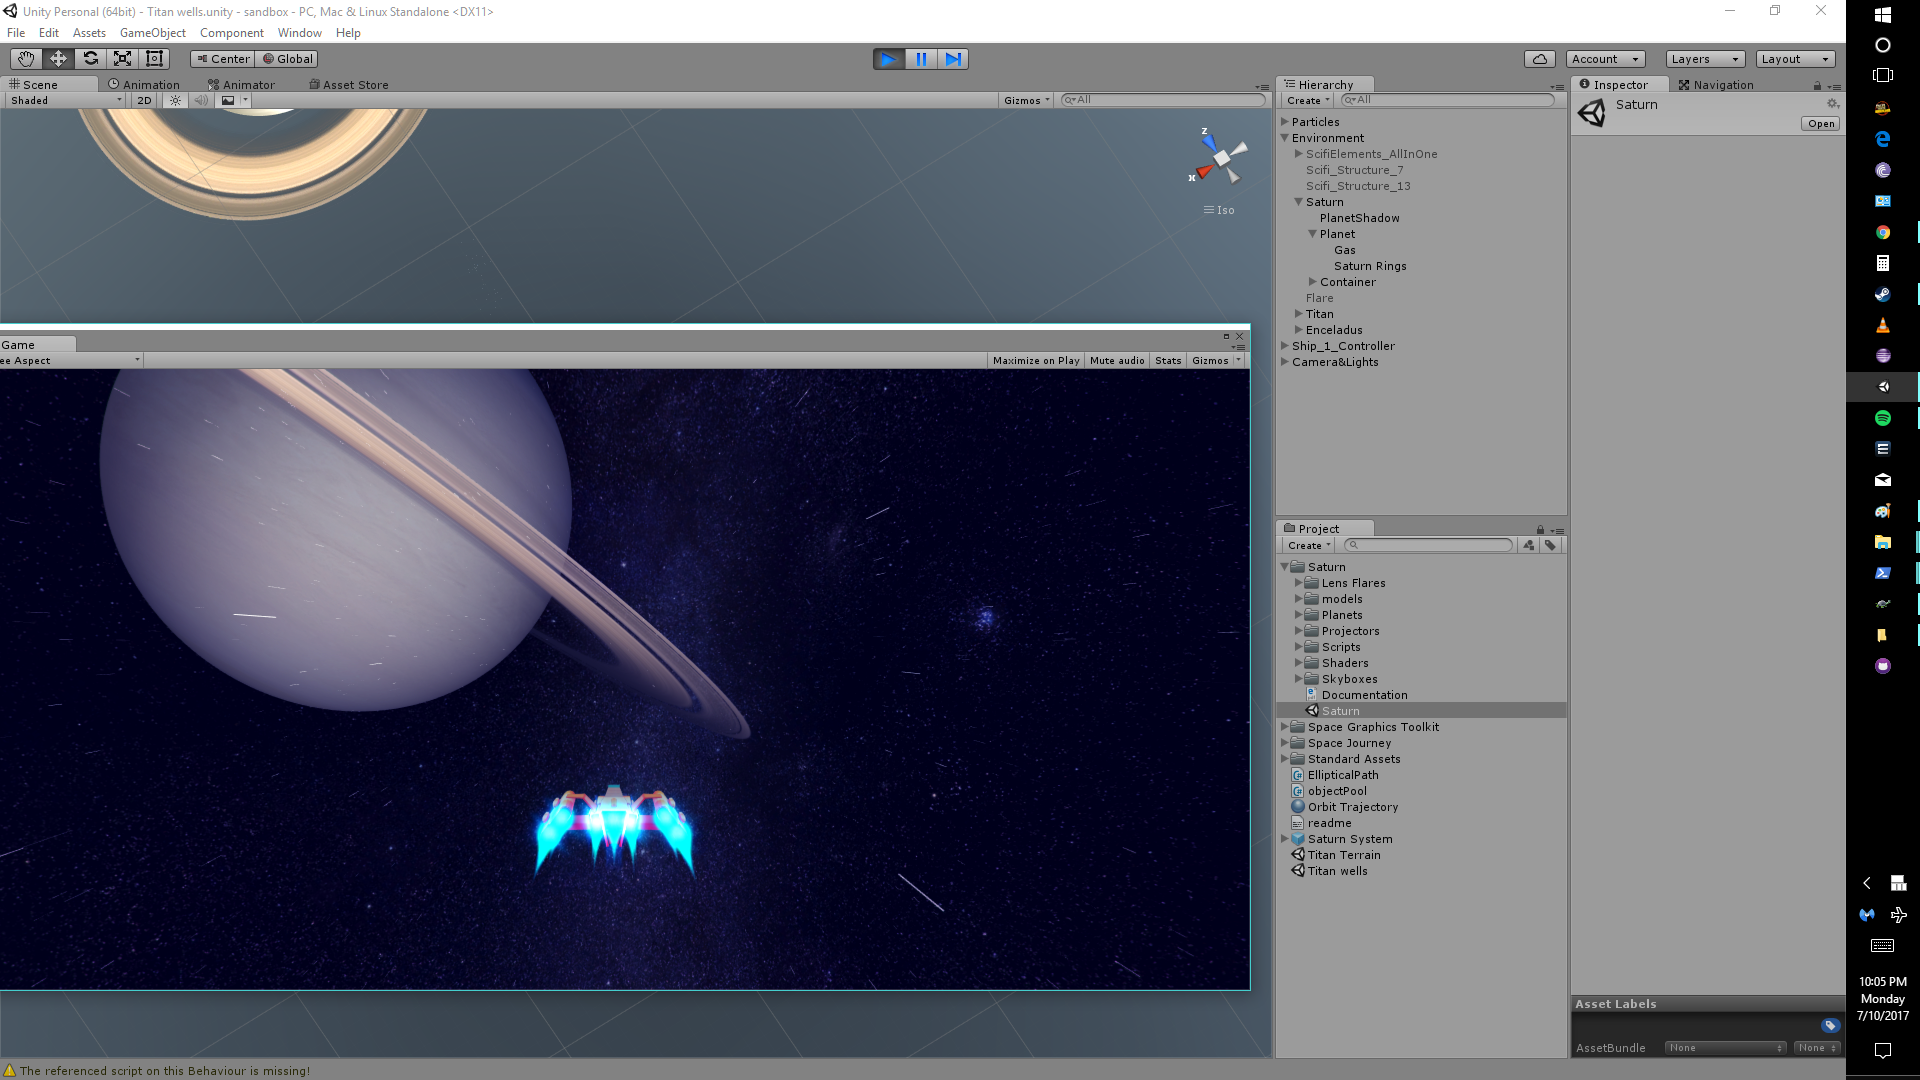 Unity Personal (64bit) - Titan wells.unity - sandbox - PC, Mac & Linux Standalone <DX11>
File Edit Assets GameObject Component Window Help
Center Global Account Layers Layout
Scene Animation Animator Asset Store
Shaded 2D Gizmos All
z
x
Iso
Game
ee Aspect Maximize on Play Mute audio Stats Gizmos
Hierarchy
Create All
Particles
Environment
ScifiElements_AllInOne
Scifi_Structure_7
Scifi_Structure_13
Saturn
PlanetShadow
Planet
Gas
Saturn Rings
Container
Flare
Titan
Enceladus
Ship_1_Controller
Camera&Lights
Project
Create
Saturn
Lens Flares
models
Planets
Projectors
Scripts
Shaders
Skyboxes
Documentation
Saturn
Space Graphics Toolkit
Space Journey
Standard Assets
EllipticalPath
objectPool
Orbit Trajectory
readme
Saturn System
Titan Terrain
Titan wells
Inspector Navigation
Saturn
Open
Asset Labels
AssetBundle None None
The referenced script on this Behaviour is missing!
10:05 PM
Monday
7/10/2017